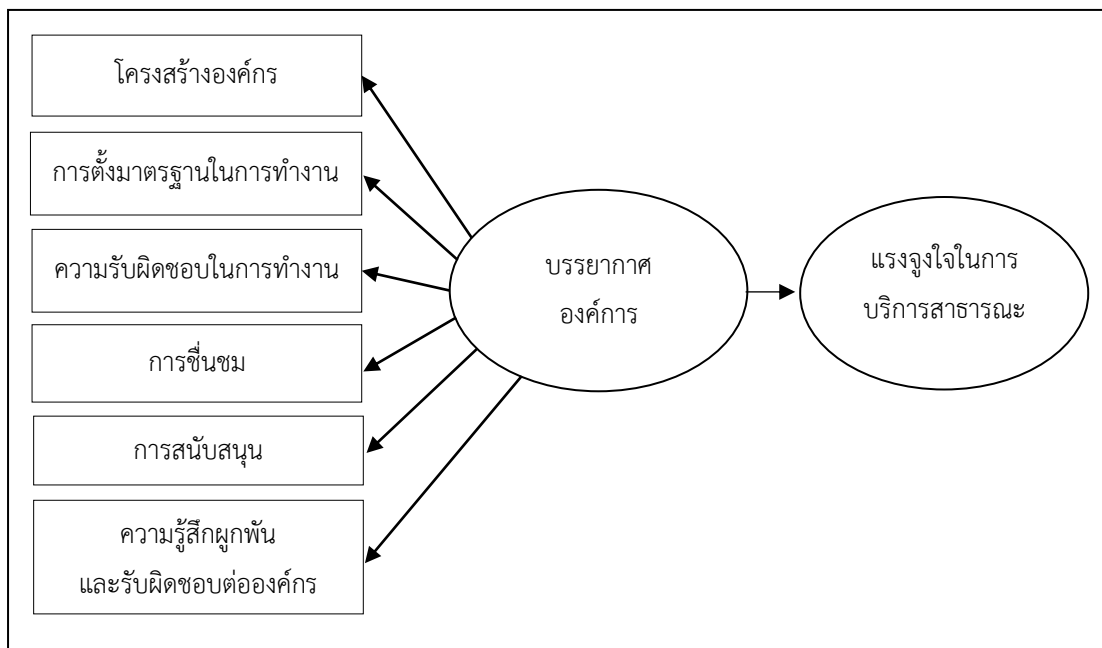 โครงสร้างองค์กร
การตั้งมาตรฐานในการทำงาน
ความรับผิดชอบในการทำงาน
การชื่นชม
การสนับสนุน
ความรู้สึกผูกพัน
และรับผิดชอบต่อองค์กร
บรรยากาศ
องค์การ
แรงจูงใจในการ
บริการสาธารณะ